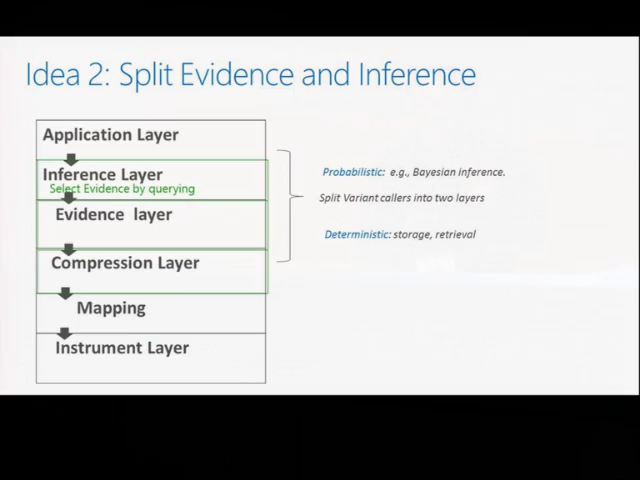 Idea 2: Split Evidence and Inference
Application Layer
Inference Layer
Select Evidence by querying
Evidence layer
Compression Layer
Mapping
Instrument Layer
Probabilistic: e.g., Bayesian inference.
Split Variant callers into two layers
Deterministic: storage, retrieval